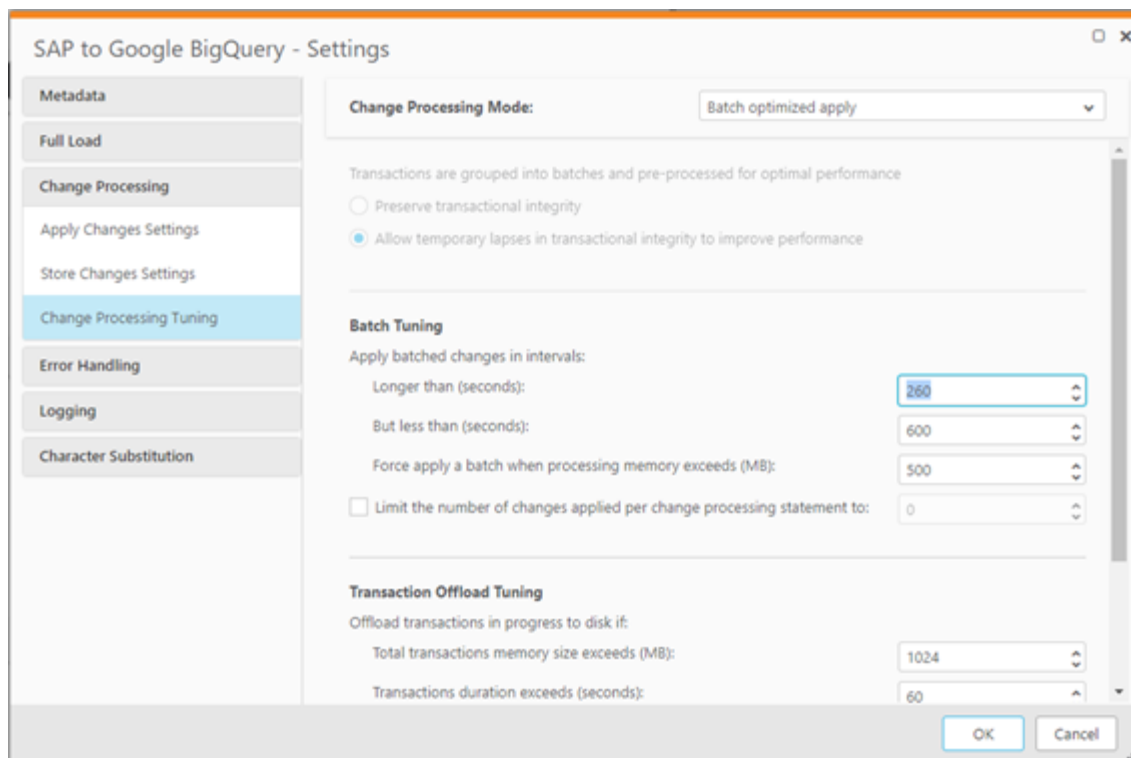 SAP to Google BigQuery - Settings
Metadata
Full Load
Change Processing
Apply Changes Settings
Store Changes Settings
Change Processing Tuning
Error Handling
Logging
Character Substitution
Change Processing Mode: Batch optimized apply
Transactions are grouped into batches and pre-processed for optimal performance
Preserve transactional integrity
Allow temporary lapses in transactional integrity to improve performance
Batch Tuning
Apply batched changes in intervals:
Longer than (seconds): 260
But less than (seconds): 600
Force apply a batch when processing memory exceeds (MB): 500
Limit the number of changes applied per change processing statement to: 0
Transaction Offload Tuning
Offload transactions in progress to disk if:
Total transactions memory size exceeds (MB): 1024
Transactions duration exceeds (seconds): 60
OK Cancel